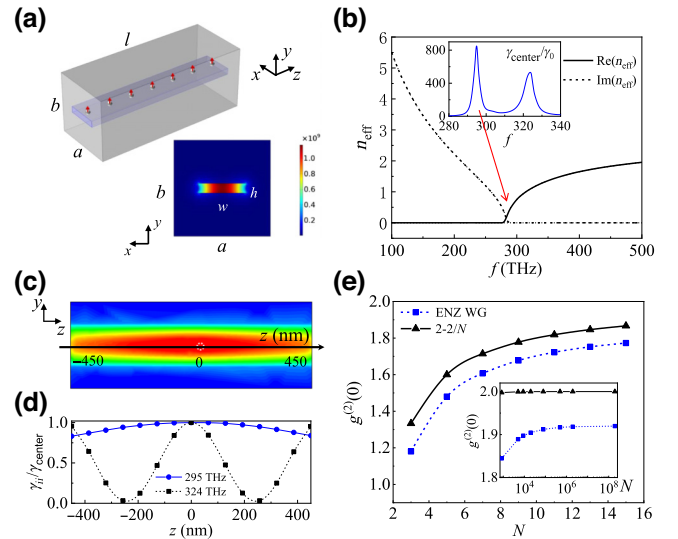 (a)
l
b
a
y
x
z
×10⁹
1.0
0.8
0.6
0.4
0.2
b
h
w
a
y
x
(b)
6
5
4
3
2
1
0
n_eff
800
400
0
γ_center/γ_0
280 300 320 340
f
Re(n_eff)
Im(n_eff)
100 200 300 400 500
f (THz)
(c)
y
z
z (nm)
−450 0 450
(d)
1.0
0.5
0.0
γ_ii/γ_center
295 THz
324 THz
-400 -200 0 200 400
z (nm)
(e)
2.0
1.8
1.6
1.4
1.2
1.0
g⁽²⁾(0)
ENZ WG
2-2/N
2.0
1.9
1.8
g⁽²⁾(0)
10⁴ 10⁶ 10⁸ N
2 4 6 8 10 12 14 16
N